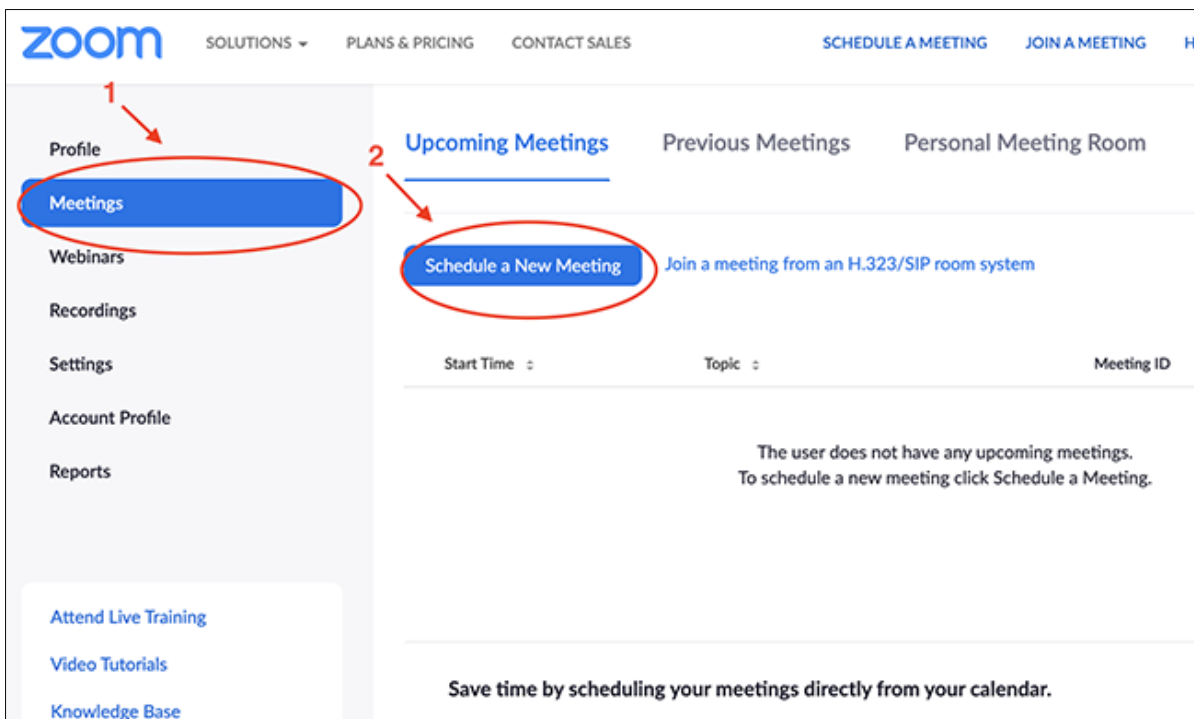 zoom SOLUTIONS PLANS & PRICING CONTACT SALES SCHEDULE A MEETING JOIN A MEETING H
1
Profile
Meetings
Webinars
Recordings
Settings
Account Profile
Reports
Attend Live Training
Video Tutorials
Knowledge Base
Upcoming Meetings Previous Meetings Personal Meeting Room
2
Schedule a New Meeting Join a meeting from an H.323/SIP room system
Start Time Topic Meeting ID
The user does not have any upcoming meetings.
To schedule a new meeting click Schedule a Meeting.
Save time by scheduling your meetings directly from your calendar.